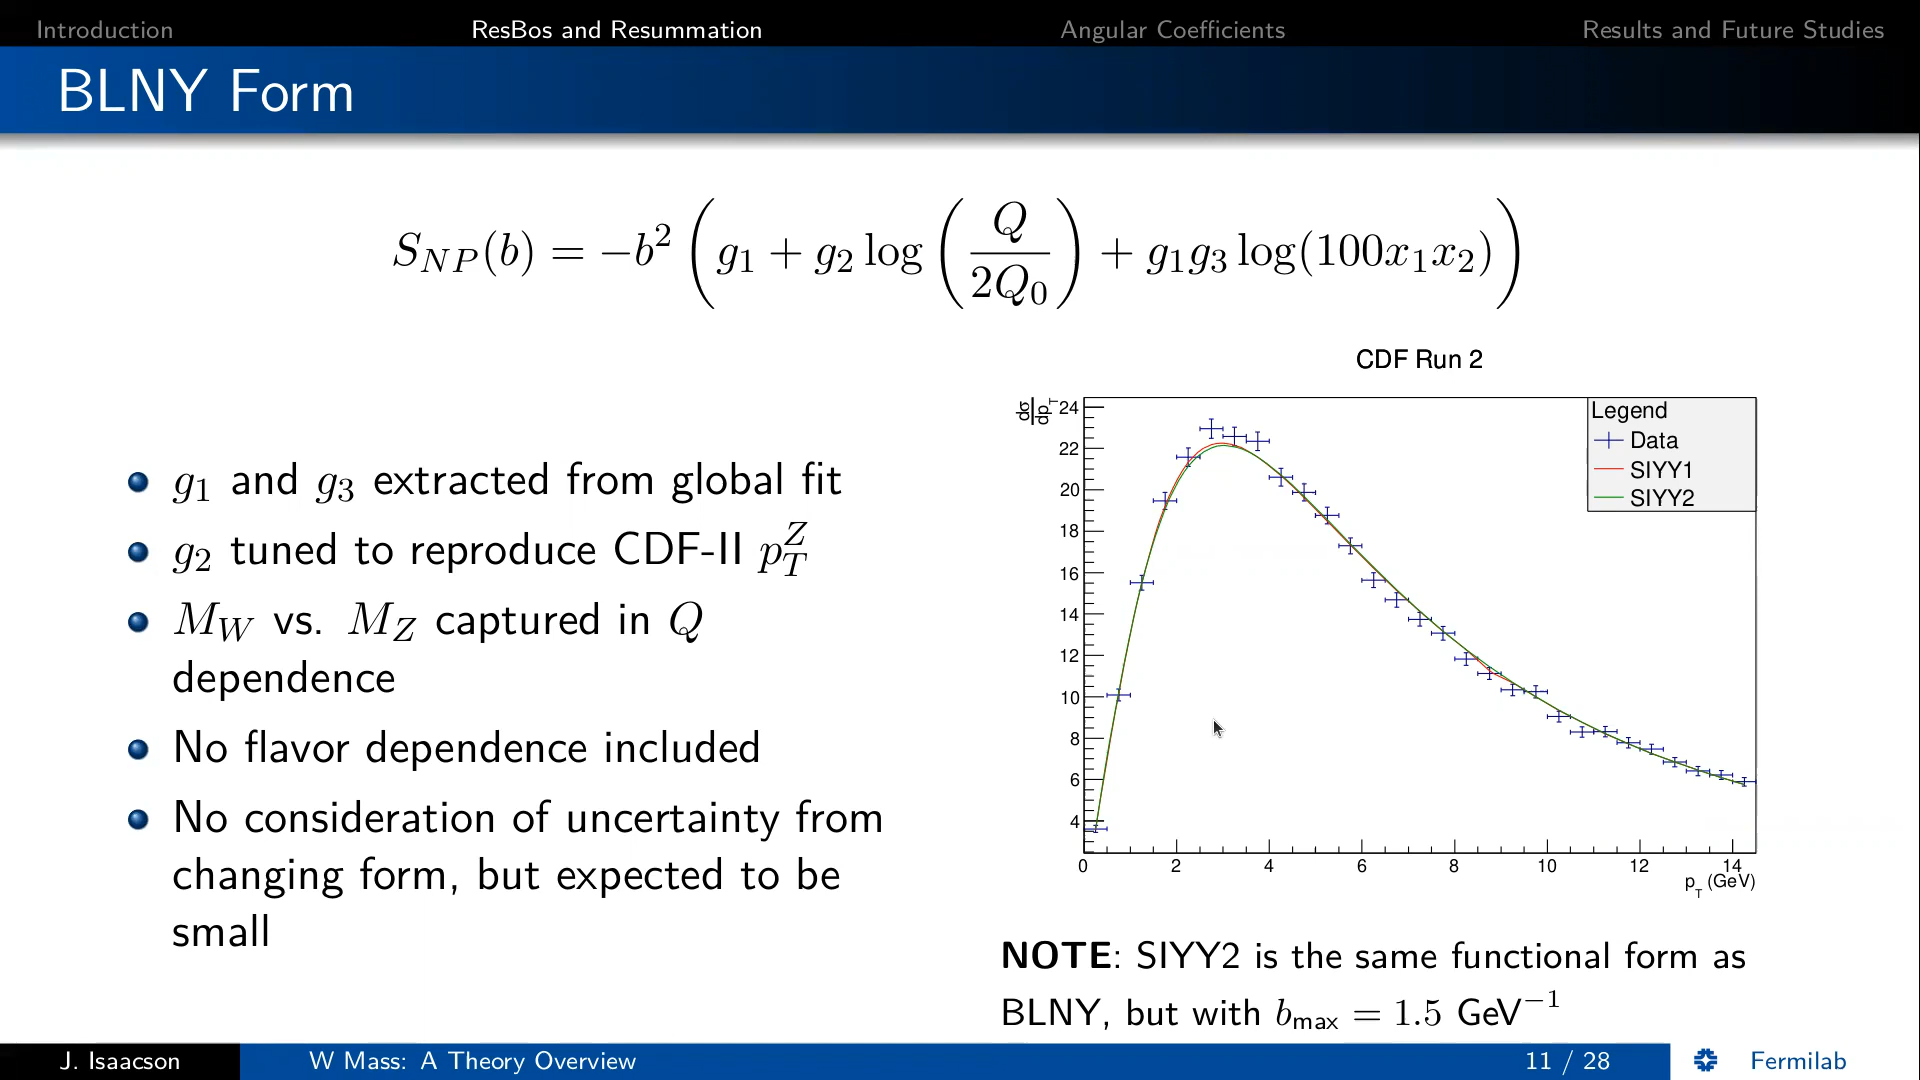 Introduction ResBos and Resummation Angular Coefficients Results and Future Studies
BLNY Form
S_{NP}(b) = −b^2 ( g_1 + g_2 log ( Q / 2Q_0 ) + g_1 g_3 log(100x_1x_2) )
g_1 and g_3 extracted from global fit
g_2 tuned to reproduce CDF-II p_T^Z
M_W vs. M_Z captured in Q
dependence
No flavor dependence included
No consideration of uncertainty from
changing form, but expected to be
small
CDF Run 2
dσ/dp_T
24
22
20
18
16
14
12
10
8
6
4
0 2 4 6 8 10 12 14
p_T (GeV)
Legend
Data
SIYY1
SIYY2
NOTE: SIYY2 is the same functional form as
BLNY, but with b_max = 1.5 GeV^{−1}
J. Isaacson W Mass: A Theory Overview 11 / 28 Fermilab